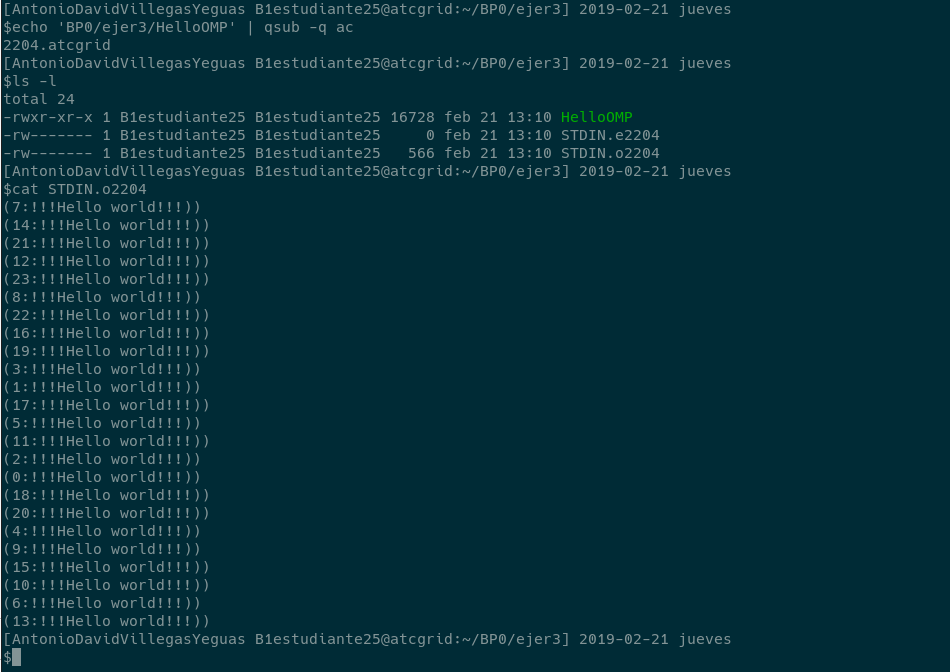 [AntonioDavidVillegasYeguas B1estudiante25@atcgrid:~/BP0/ejer3] 2019-02-21 jueves
$echo 'BP0/ejer3/HelloOMP' | qsub -q ac
2204.atcgrid
[AntonioDavidVillegasYeguas B1estudiante25@atcgrid:~/BP0/ejer3] 2019-02-21 jueves
$ls -l
total 24
-rwxr-xr-x 1 B1estudiante25 B1estudiante25 16728 feb 21 13:10 HelloOMP
-rw------- 1 B1estudiante25 B1estudiante25     0 feb 21 13:10 STDIN.e2204
-rw------- 1 B1estudiante25 B1estudiante25   566 feb 21 13:10 STDIN.o2204
[AntonioDavidVillegasYeguas B1estudiante25@atcgrid:~/BP0/ejer3] 2019-02-21 jueves
$cat STDIN.o2204
(7:!!!Hello world!!!))
(14:!!!Hello world!!!))
(21:!!!Hello world!!!))
(12:!!!Hello world!!!))
(23:!!!Hello world!!!))
(8:!!!Hello world!!!))
(22:!!!Hello world!!!))
(16:!!!Hello world!!!))
(19:!!!Hello world!!!))
(3:!!!Hello world!!!))
(1:!!!Hello world!!!))
(17:!!!Hello world!!!))
(5:!!!Hello world!!!))
(11:!!!Hello world!!!))
(2:!!!Hello world!!!))
(0:!!!Hello world!!!))
(18:!!!Hello world!!!))
(20:!!!Hello world!!!))
(4:!!!Hello world!!!))
(9:!!!Hello world!!!))
(15:!!!Hello world!!!))
(10:!!!Hello world!!!))
(6:!!!Hello world!!!))
(13:!!!Hello world!!!))
[AntonioDavidVillegasYeguas B1estudiante25@atcgrid:~/BP0/ejer3] 2019-02-21 jueves
$